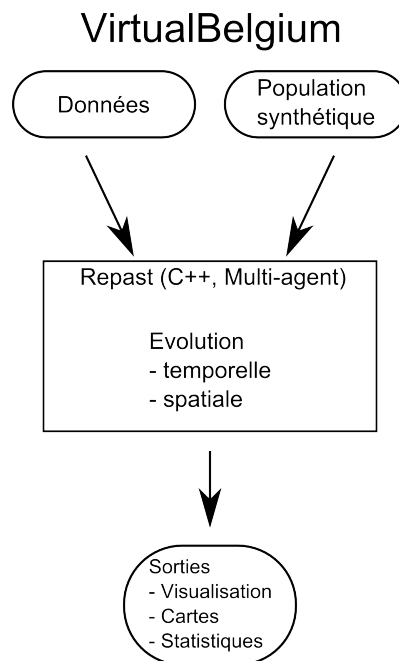 VirtualBelgium
Données
Population
synthétique
Repast (C++, Multi-agent)
Evolution
- temporelle
- spatiale
Sorties
- Visualisation
- Cartes
- Statistiques